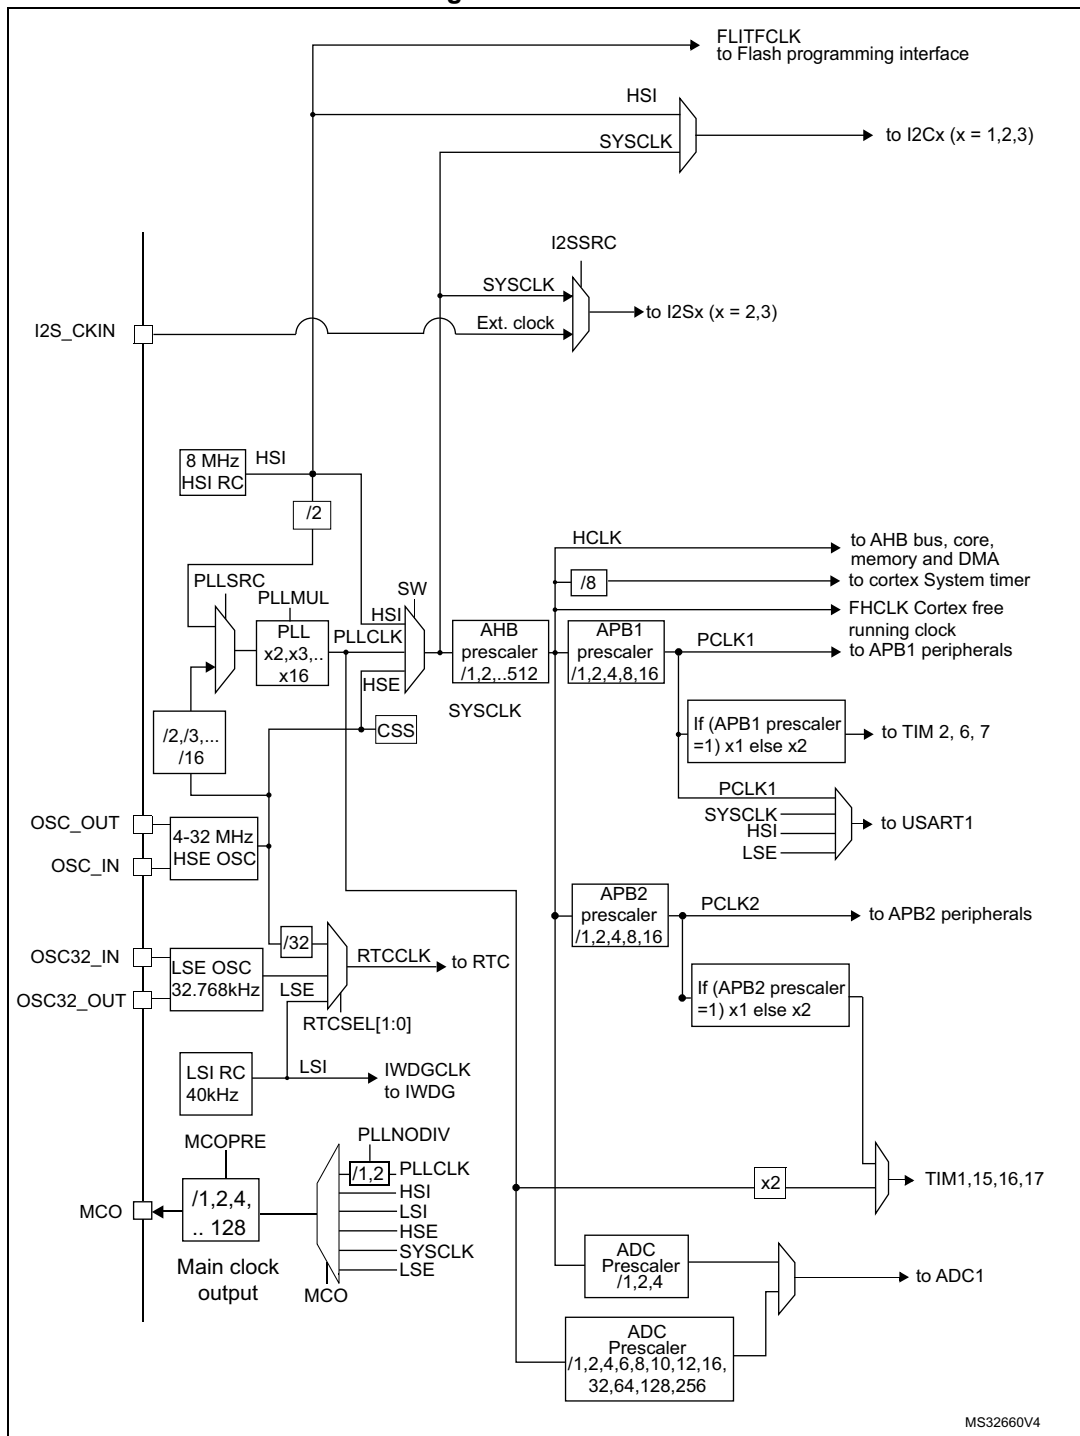 FLITFCLK
to Flash programming interface
HSI
to I2Cx (x = 1,2,3)
SYSCLK
I2SSRC
SYSCLK
to I2Sx (x = 2,3)
Ext. clock
I2S_CKIN
8 MHz
HSI RC
HSI
/2
HCLK
to AHB bus, core,
memory and DMA
/8
to cortex System timer
FHCLK Cortex free
running clock
PLLSRC
PLLMUL
SW
HSI
PLL
x2,x3,..
x16
PLLCLK
HSE
AHB
prescaler
/1,2,..512
APB1
prescaler
/1,2,4,8,16
PCLK1
to APB1 peripherals
SYSCLK
/2,/3,...
/16
CSS
If (APB1 prescaler
=1) x1 else x2
to TIM 2, 6, 7
PCLK1
SYSCLK
HSI
LSE
to USART1
OSC_OUT
OSC_IN
4-32 MHz
HSE OSC
APB2
prescaler
/1,2,4,8,16
PCLK2
to APB2 peripherals
/32
OSC32_IN
OSC32_OUT
LSE OSC
32.768kHz
LSE
RTCCLK
to RTC
RTCSEL[1:0]
If (APB2 prescaler
=1) x1 else x2
LSI RC
40kHz
LSI
IWDGCLK
to IWDG
MCOPRE
PLLNODIV
/1,2
PLLCLK
HSI
LSI
HSE
SYSCLK
LSE
MCO
/1,2,4,
.. 128
Main clock
output
MCO
x2
TIM1,15,16,17
ADC
Prescaler
/1,2,4
to ADC1
ADC
Prescaler
/1,2,4,6,8,10,12,16,
32,64,128,256
MS32660V4